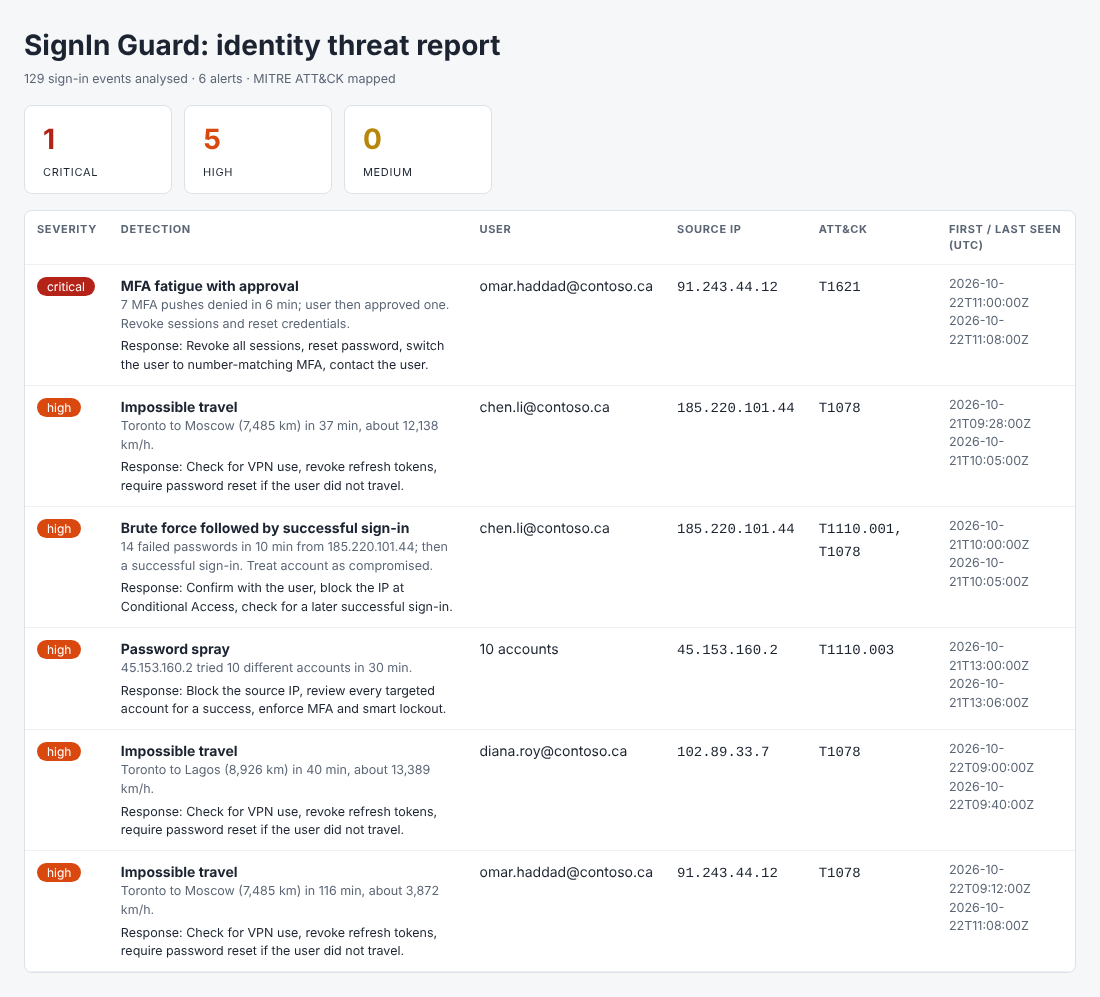 SignIn Guard: identity threat report
129 sign-in events analysed · 6 alerts · MITRE ATT&CK mapped
1
CRITICAL
5
HIGH
0
MEDIUM
SEVERITY DETECTION USER SOURCE IP ATT&CK FIRST / LAST SEEN
(UTC)
critical MFA fatigue with approval omar.haddad@contoso.ca 91.243.44.12 T1621 2026-10-
7 MFA pushes denied in 6 min; user then approved one. 22T11:00:00Z
Revoke sessions and reset credentials. 2026-10-
Response: Revoke all sessions, reset password, switch 22T11:08:00Z
the user to number-matching MFA, contact the user.
high Impossible travel chen.li@contoso.ca 185.220.101.44 T1078 2026-10-
Toronto to Moscow (7,485 km) in 37 min, about 12,138 21T09:28:00Z
km/h. 2026-10-
Response: Check for VPN use, revoke refresh tokens, 21T10:05:00Z
require password reset if the user did not travel.
high Brute force followed by successful sign-in chen.li@contoso.ca 185.220.101.44 T1110.001, 2026-10-
14 failed passwords in 10 min from 185.220.101.44; then T1078 21T10:00:00Z
a successful sign-in. Treat account as compromised. 2026-10-
Response: Confirm with the user, block the IP at 21T10:05:00Z
Conditional Access, check for a later successful sign-in.
high Password spray 10 accounts 45.153.160.2 T1110.003 2026-10-
45.153.160.2 tried 10 different accounts in 30 min. 21T13:00:00Z
Response: Block the source IP, review every targeted 2026-10-
account for a success, enforce MFA and smart lockout. 21T13:06:00Z
high Impossible travel diana.roy@contoso.ca 102.89.33.7 T1078 2026-10-
Toronto to Lagos (8,926 km) in 40 min, about 13,389 22T09:00:00Z
km/h. 2026-10-
Response: Check for VPN use, revoke refresh tokens, 22T09:40:00Z
require password reset if the user did not travel.
high Impossible travel omar.haddad@contoso.ca 91.243.44.12 T1078 2026-10-
Toronto to Moscow (7,485 km) in 116 min, about 3,872 22T09:12:00Z
km/h. 2026-10-
Response: Check for VPN use, revoke refresh tokens, 22T11:08:00Z
require password reset if the user did not travel.